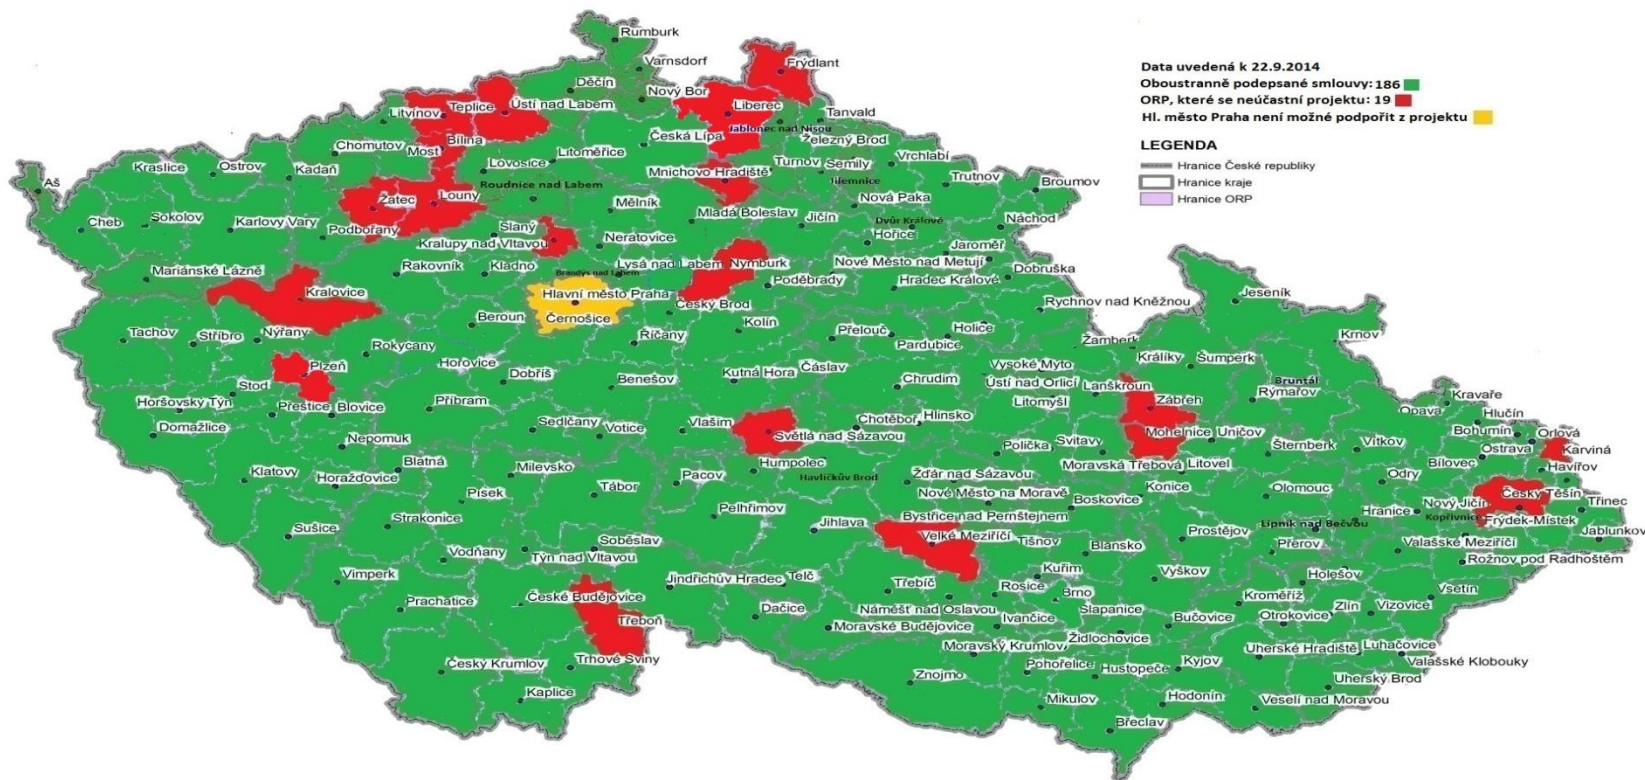 Data uvedená k 22.9.2014
Oboustranně podepsané smlouvy: 186
ORP, které se neúčastní projektu: 19
Hl. město Praha není možné podpořit z projektu
LEGENDA
Hranice České republiky
Hranice kraje
Hranice ORP
Rumburk
Varnsdorf
Frýdlant
Děčín
Nový Bor
Liberec
Teplice
Ústí nad Labem
Litvínov
Tanvald
Jablonec nad Nisou
Česká Lípa
Železný Brod
Bílina
Chomutov
Most
Lovosice
Litoměřice
Turnov
Semily
Vrchlabí
Kraslice
Ostrov
Kadaň
Mnichovo Hradiště
Jilemnice
Trutnov
Broumov
Aš
Roudnice nad Labem
Žatec
Louny
Mělník
Nová Paka
Cheb
Sokolov
Karlovy Vary
Podbořany
Slaný
Mladá Boleslav
Jičín
Dvůr Králové
Náchod
Kralupy nad Vltavou
Neratovice
Hořice
Jaroměř
Mariánské Lázně
Rakovník
Kladno
Brandýs nad Labem
Lysá nad Labem
Nymburk
Nové Město nad Metují
Dobruška
Poděbrady
Hradec Králové
Kralovice
Hlavní město Praha
Český Brod
Rychnov nad Kněžnou
Jeseník
Černošice
Beroun
Říčany
Kolín
Přelouč
Holice
Pardubice
Krnov
Tachov
Stříbro
Nýřany
Rokycany
Hořovice
Žamberk
Králíky
Šumperk
Plzeň
Dobříš
Benešov
Kutná Hora
Čáslav
Vysoké Mýto
Chrudim
Ústí nad Orlicí
Lanškroun
Bruntál
Rýmařov
Stod
Horšovský Týn
Přeštice
Blovice
Příbram
Litomyšl
Zábřeh
Kravaře
Opava
Hlučín
Domažlice
Sedlčany
Votice
Vlašim
Světlá nad Sázavou
Chotěboř
Hlinsko
Polička
Svitavy
Mohelnice
Uničov
Šternberk
Vítkov
Bohumín
Orlová
Karviná
Nepomuk
Ostrava
Klatovy
Blatná
Horažďovice
Milevsko
Pacov
Humpolec
Havlíčkův Brod
Žďár nad Sázavou
Moravská Třebová
Litovel
Bílovec
Havířov
Odry
Český Těšín
Písek
Tábor
Nové Město na Moravě
Boskovice
Konice
Olomouc
Nový Jičín
Třinec
Pelhřimov
Bystřice nad Pernštejnem
Hranice
Kopřivnice
Frýdek-Místek
Sušice
Strakonice
Jihlava
Velké Meziříčí
Tišnov
Prostějov
Lipník nad Bečvou
Jablunkov
Soběslav
Blansko
Přerov
Valašské Meziříčí
Vodňany
Týn nad Vltavou
Rožnov pod Radhoštěm
Vimperk
Jindřichův Hradec
Telč
Třebíč
Kuřim
Vyškov
Holešov
Vsetín
České Budějovice
Rosice
Brno
Prachatice
Dačice
Náměšť nad Oslavou
Slapanice
Kroměříž
Zlín
Vizovice
Třeboň
Moravské Budějovice
Ivančice
Bučovice
Otrokovice
Židlochovice
Moravský Krumlov
Luhačovice
Český Krumlov
Trhové Sviny
Pohořelice
Hustopeče
Kyjov
Uherské Hradiště
Valašské Klobouky
Znojmo
Uherský Brod
Kaplice
Mikulov
Hodonín
Veselí nad Moravou
Břeclav